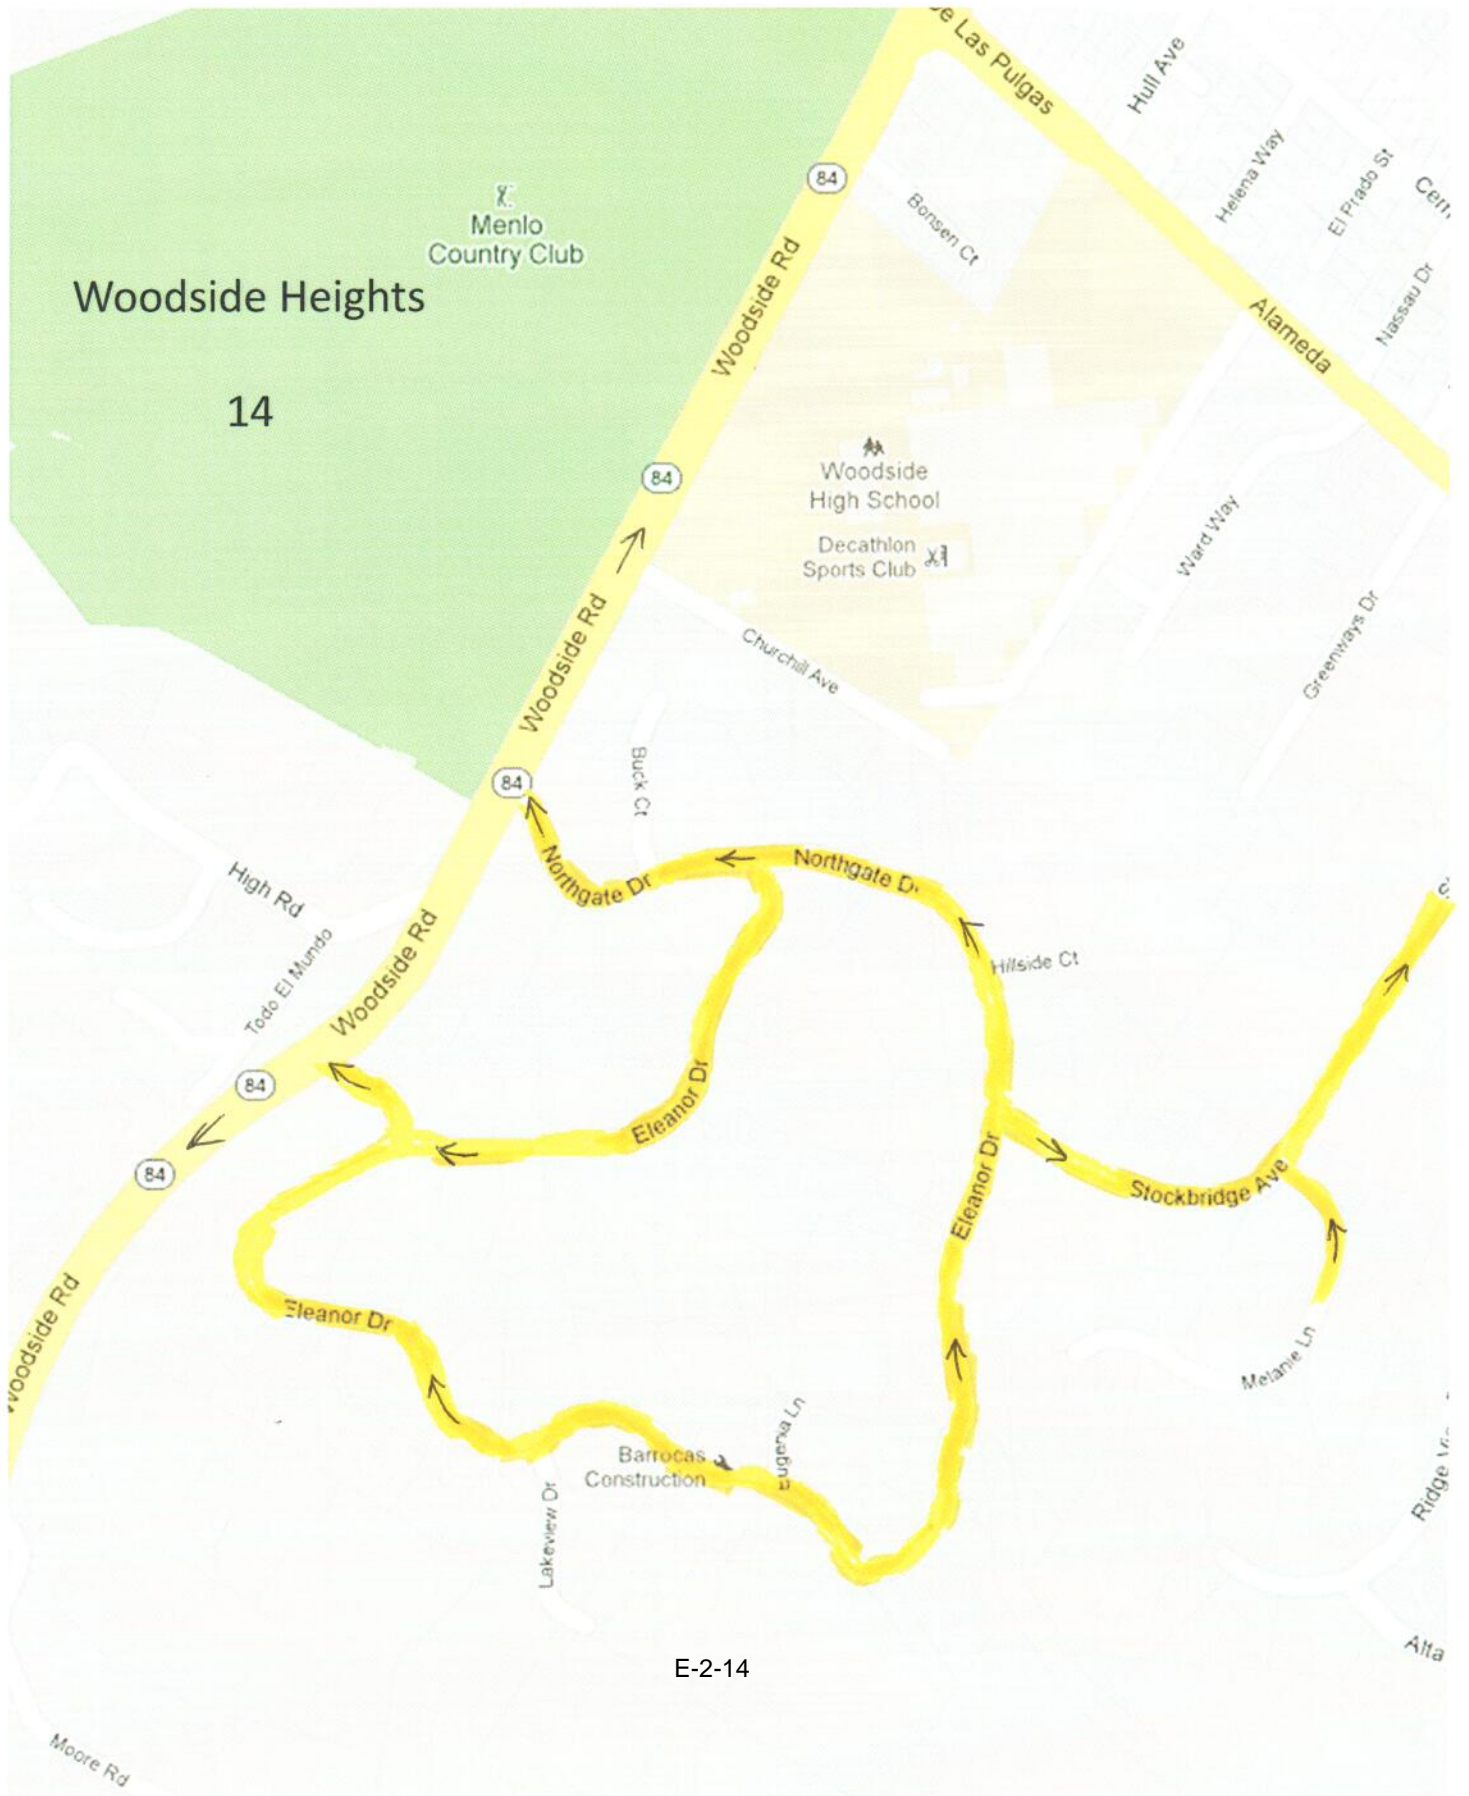 De Las Pulgas
Hull Ave
Helena Way
El Prado St
84
Bonsen Ct
Menlo
Country Club
Woodside Rd
Nassau Dr
Woodside Heights
Alameda
14
Woodside
High School
84
Decathlon
Sports Club
Ward Way
Woodside Rd
Churchill Ave
Greenways Dr
84
Buck Ct
High Rd
Northgate Dr
Northgate Dr
Woodside Rd
Todo El Mundo
Hillside Ct
84
Eleanor Dr
84
Eleanor Dr
Stockbridge Ave
Woodside Rd
Eleanor Dr
Melanie Ln
Barrocas
Construction
Eugenia Ln
Lakeview Dr
Ridge
Alta
E-2-14
Moore Rd